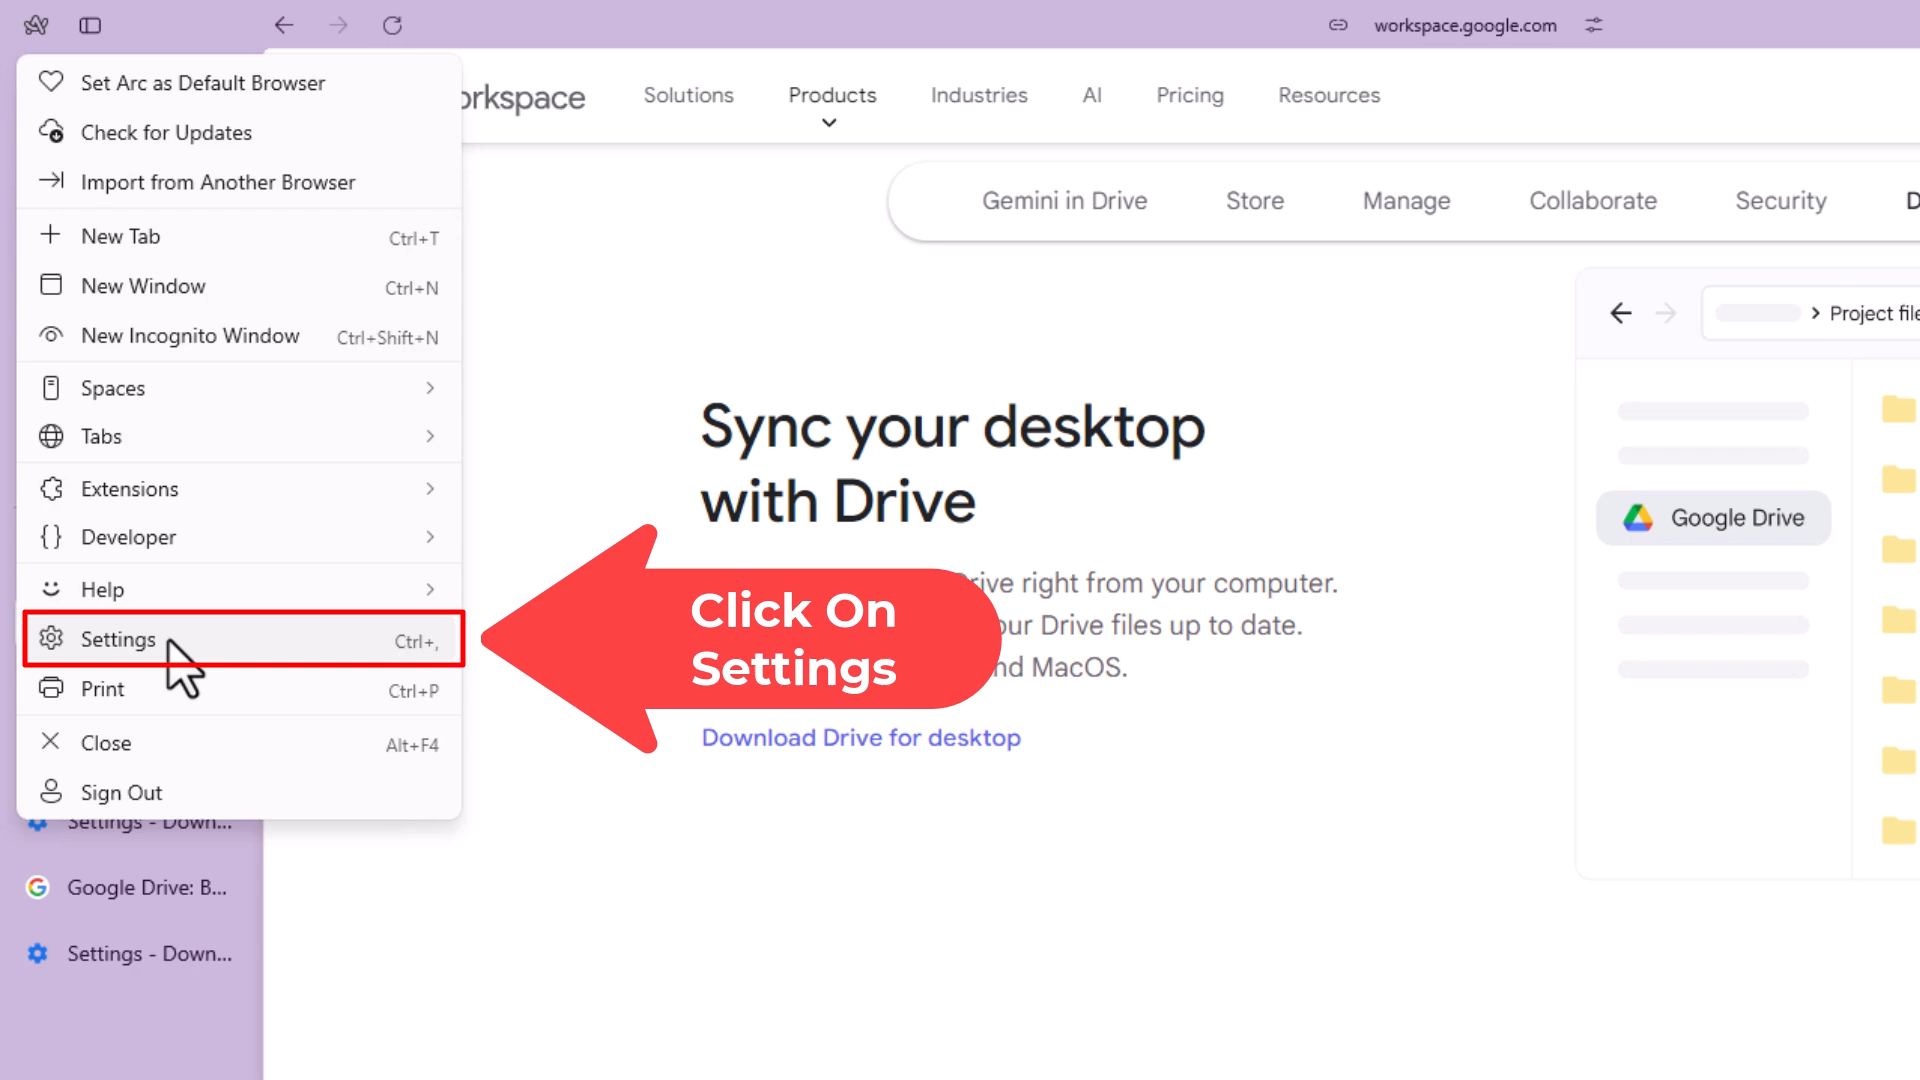 workspace.google.com
Set Arc as Default Browser
Check for Updates
Import from Another Browser
New Tab Ctrl+T
New Window Ctrl+N
New Incognito Window Ctrl+Shift+N
Spaces
Tabs
Extensions
Developer
Help
Settings Ctrl+,
Print Ctrl+P
Close Alt+F4
Sign Out
Settings - Down...
Google Drive: B...
Settings - Down...
orkspace
Solutions Products Industries AI Pricing Resources
Gemini in Drive Store Manage Collaborate Security D
Sync your desktop
with Drive
Drive right from your computer.
our Drive files up to date.
nd MacOS.
Download Drive for desktop
Click On
Settings
Project file
Google Drive